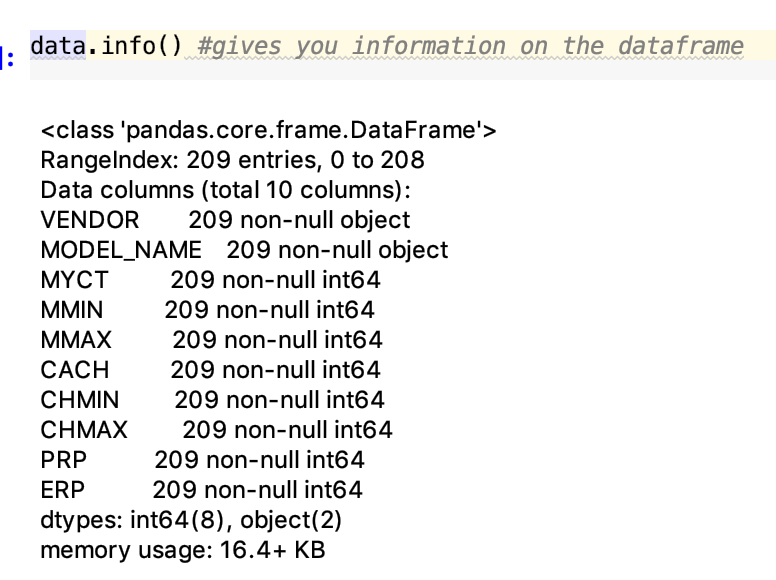 ]: data.info() #gives you information on the dataframe
<class 'pandas.core.frame.DataFrame'>
RangeIndex: 209 entries, 0 to 208
Data columns (total 10 columns):
VENDOR 209 non-null object
MODEL_NAME 209 non-null object
MYCT 209 non-null int64
MMIN 209 non-null int64
MMAX 209 non-null int64
CACH 209 non-null int64
CHMIN 209 non-null int64
CHMAX 209 non-null int64
PRP 209 non-null int64
ERP 209 non-null int64
dtypes: int64(8), object(2)
memory usage: 16.4+ KB